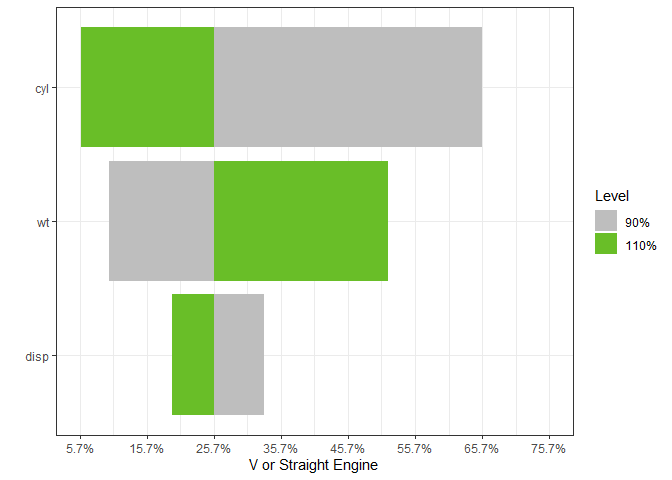 cyl
wt
disp
5.7% 15.7% 25.7% 35.7% 45.7% 55.7% 65.7% 75.7%
V or Straight Engine
Level
90%
110%